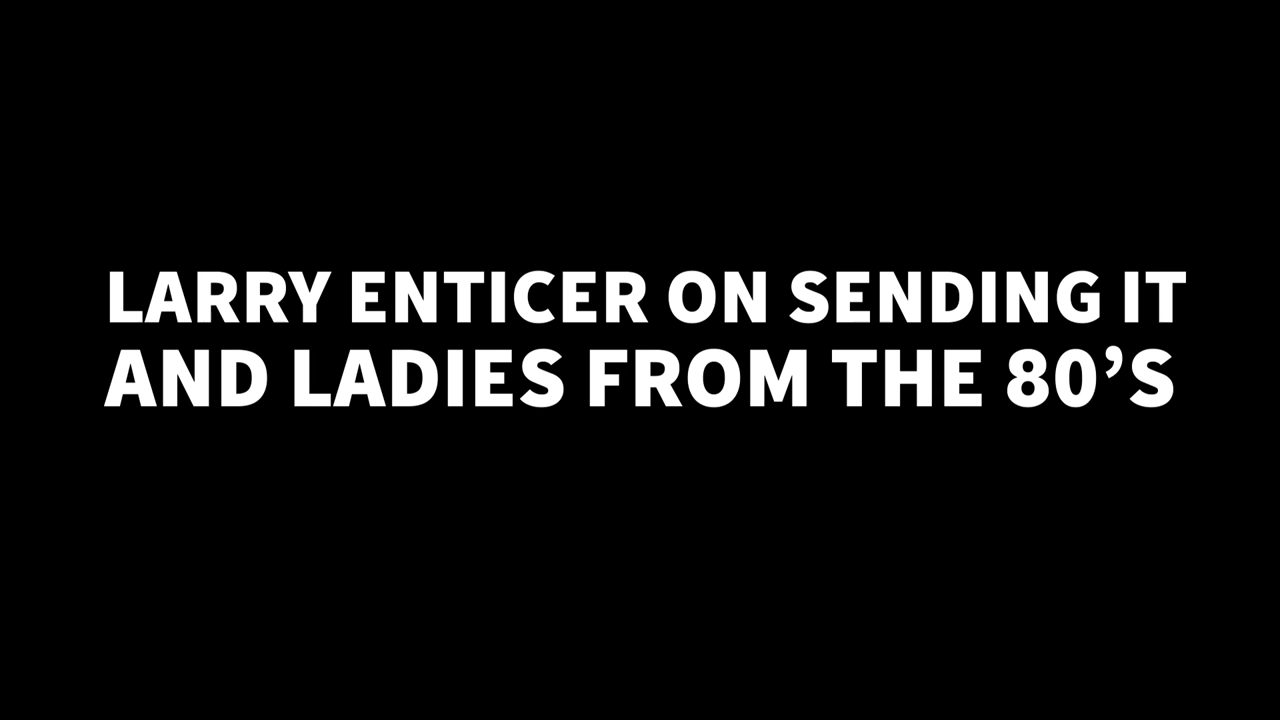 LARRY ENTICER ON SENDING IT
AND LADIES FROM THE 80’S